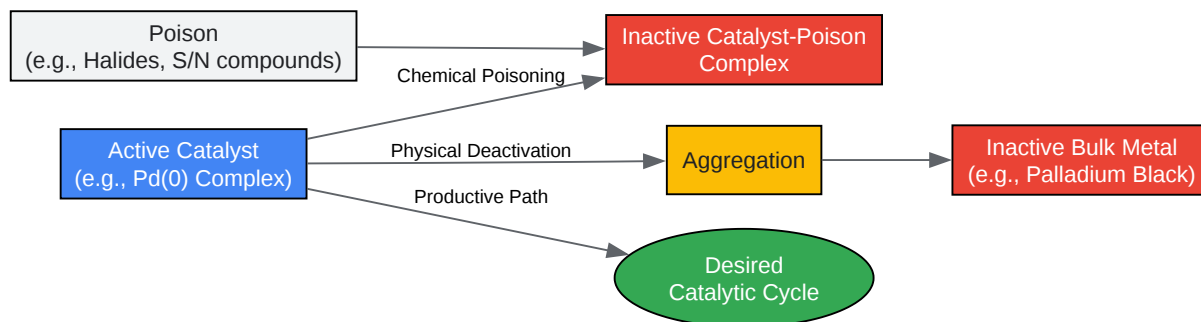 Poison
(e.g., Halides, S/N compounds)
Inactive Catalyst-Poison
Complex
Chemical Poisoning
Active Catalyst
(e.g., Pd(0) Complex)
Physical Deactivation
Aggregation
Inactive Bulk Metal
(e.g., Palladium Black)
Productive Path
Desired
Catalytic Cycle